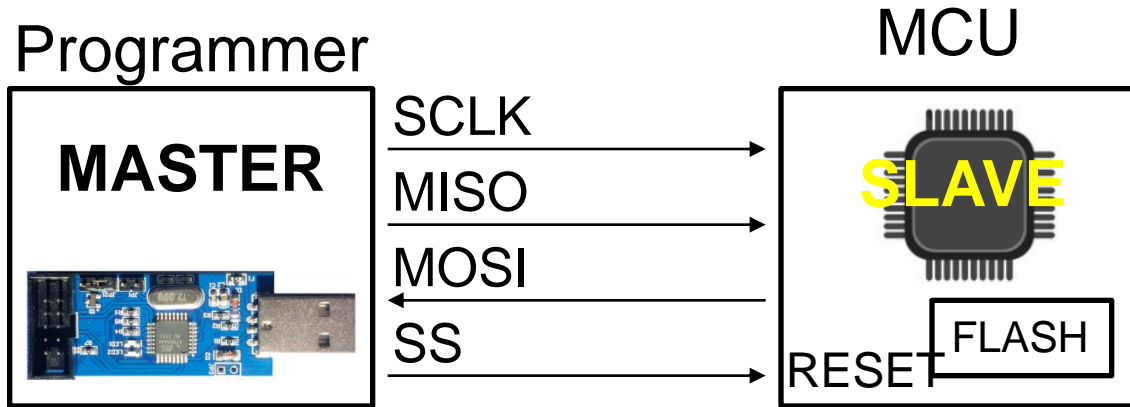 Programmer
MCU
MASTER
SCLK
MISO
MOSI
SS
SLAVE
FLASH
RESET